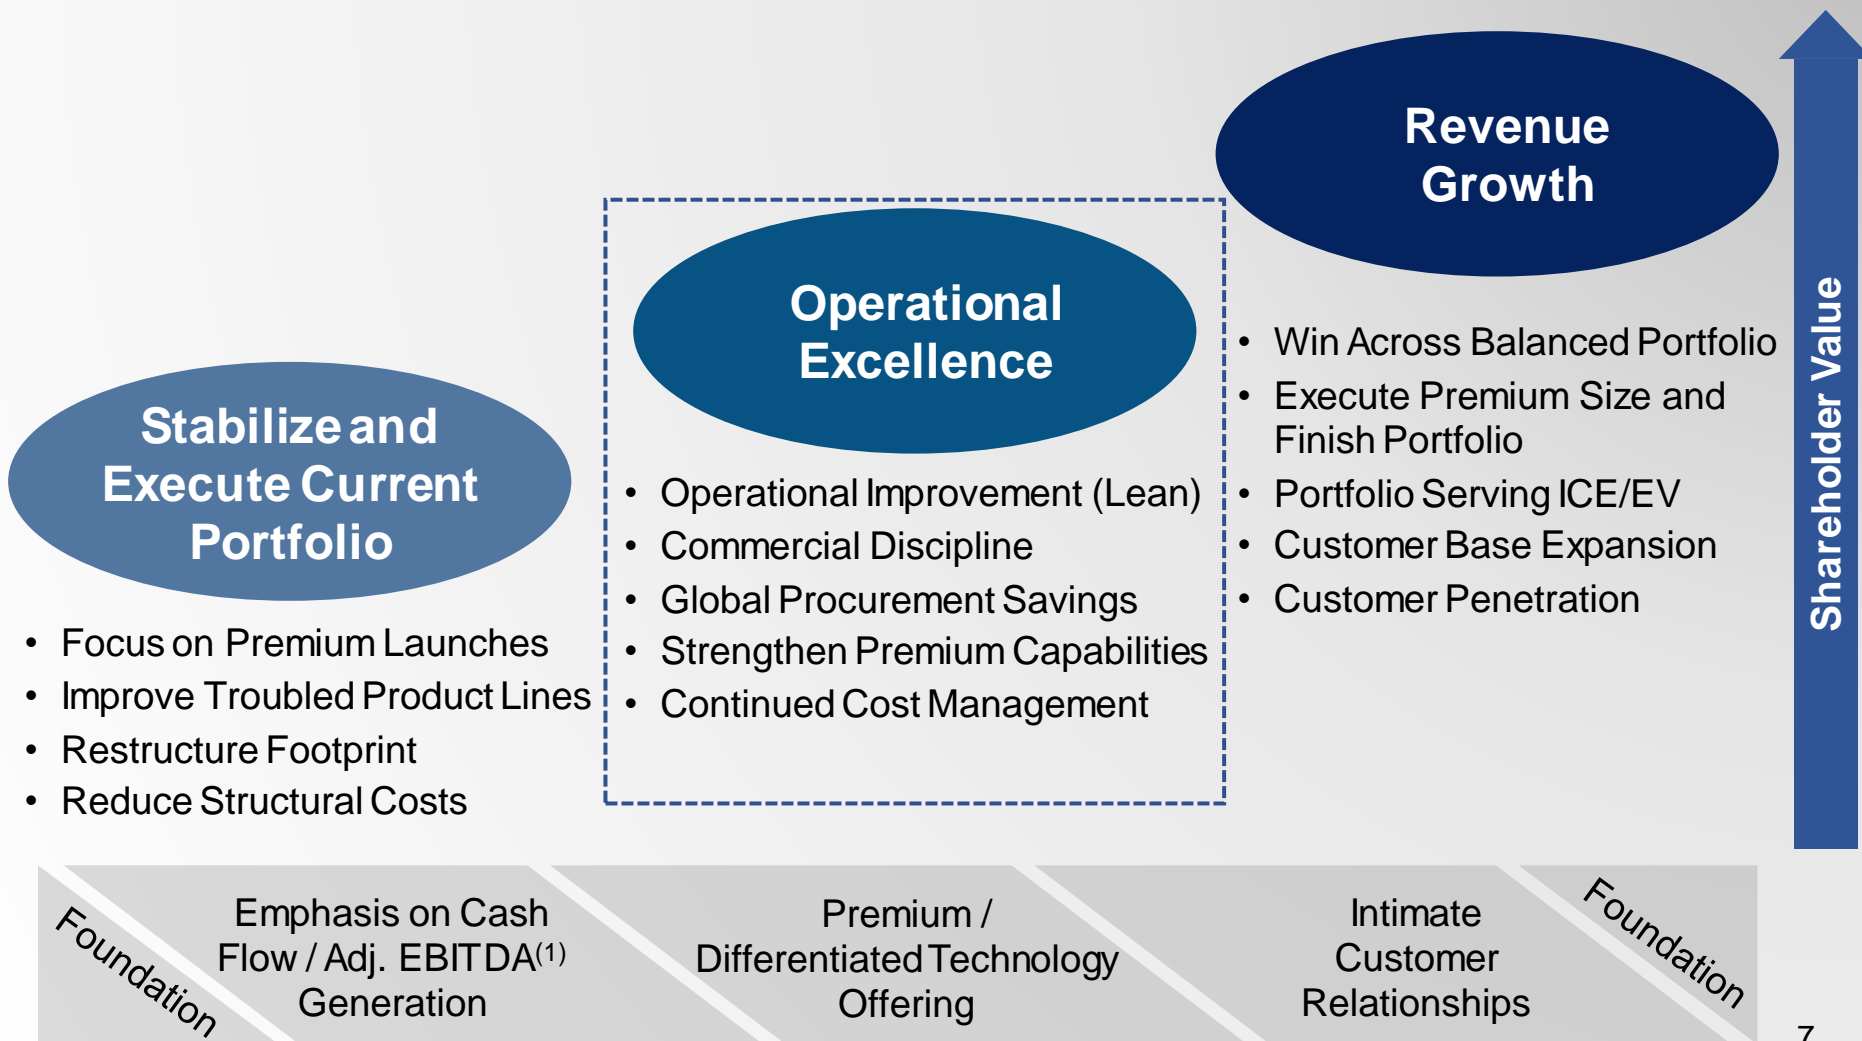 Revenue
Growth
Operational
Excellence
Stabilize and
Execute Current
Portfolio
• Focus on Premium Launches
• Improve Troubled Product Lines
• Restructure Footprint
• Reduce Structural Costs
• Operational Improvement (Lean)
• Commercial Discipline
• Global Procurement Savings
• Strengthen Premium Capabilities
• Continued Cost Management
• Win Across Balanced Portfolio
• Execute Premium Size and
Finish Portfolio
• Portfolio Serving ICE/EV
• Customer Base Expansion
• Customer Penetration
Shareholder Value
Foundation
Emphasis on Cash
Flow / Adj. EBITDA(1)
Generation
Premium /
Differentiated Technology
Offering
Intimate
Customer
Relationships
Foundation
7